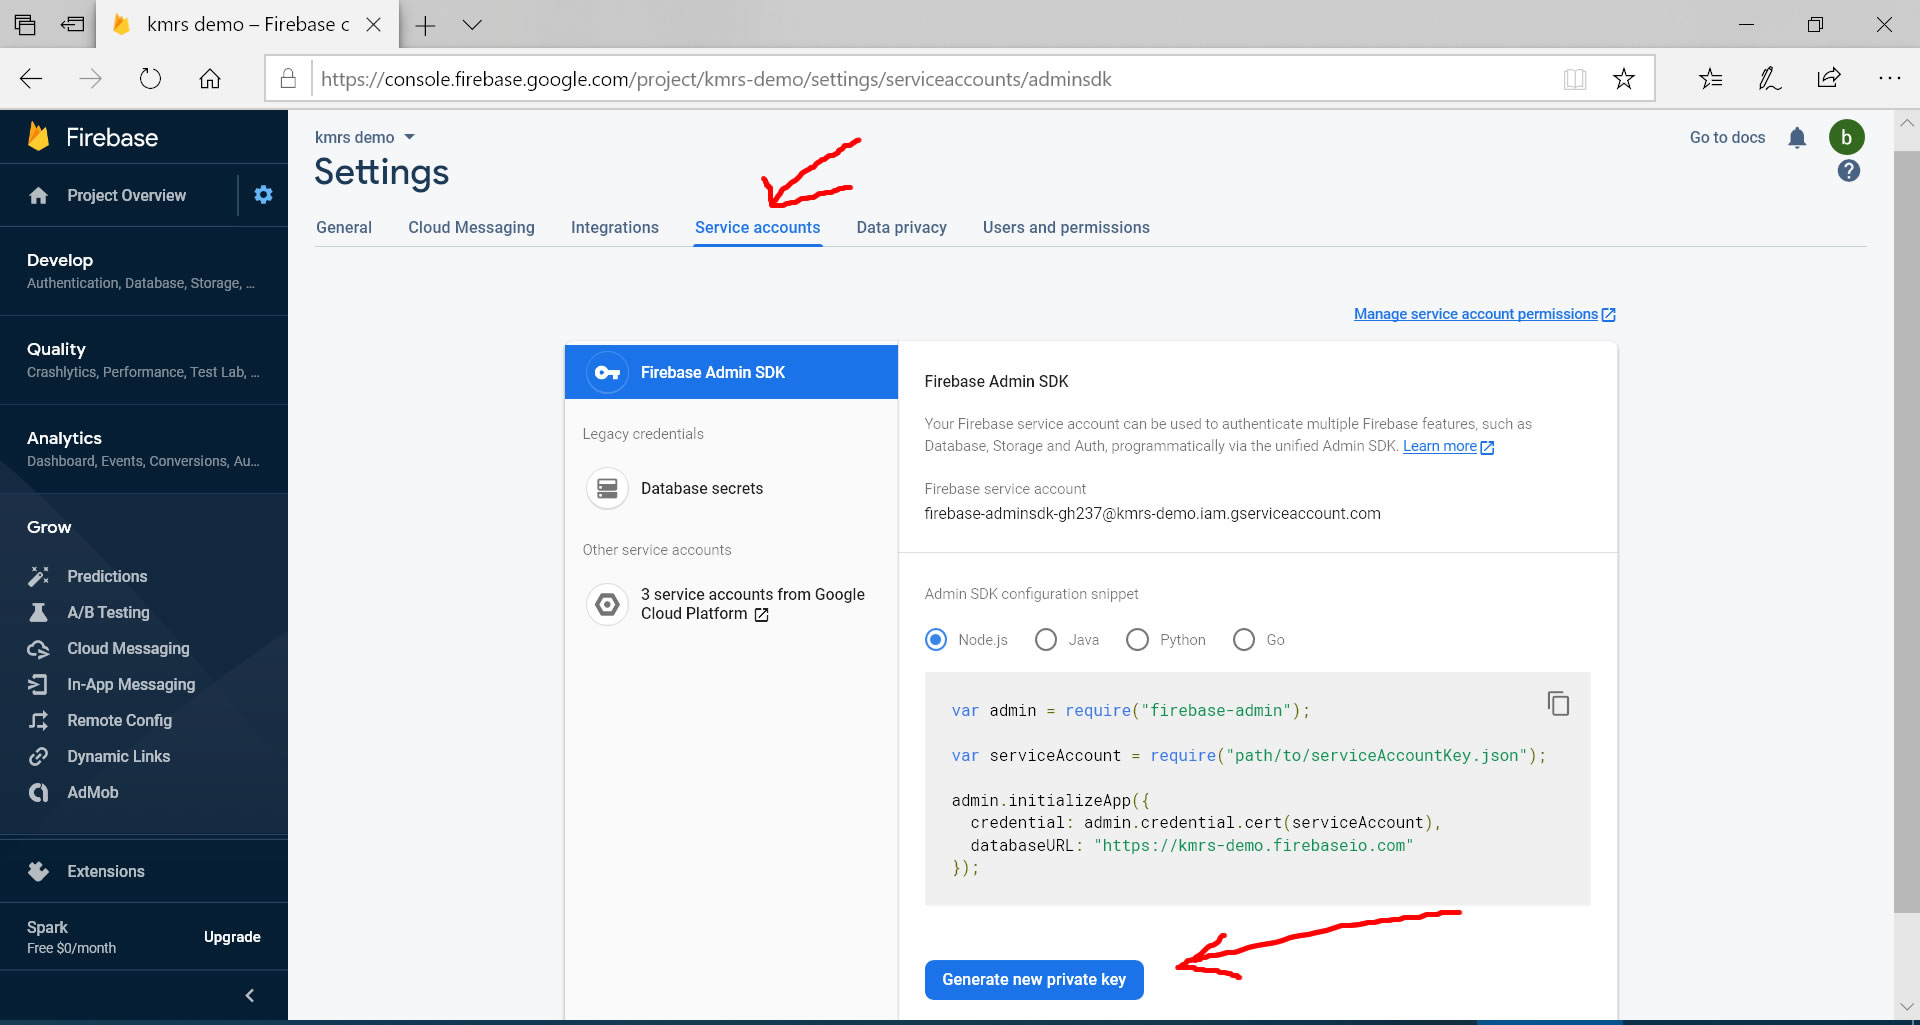 kmrs demo – Firebase c
https://console.firebase.google.com/project/kmrs-demo/settings/serviceaccounts/adminsdk
Firebase
Project Overview
Develop
Authentication, Database, Storage, ...
Quality
Crashlytics, Performance, Test Lab, ...
Analytics
Dashboard, Events, Conversions, Au...
Grow
Predictions
A/B Testing
Cloud Messaging
In-App Messaging
Remote Config
Dynamic Links
AdMob
Extensions
Spark
Free $0/month
Upgrade
kmrs demo
Go to docs
b
?
Settings
General Cloud Messaging Integrations Service accounts Data privacy Users and permissions
Manage service account permissions
Firebase Admin SDK
Legacy credentials
Database secrets
Other service accounts
3 service accounts from Google
Cloud Platform
Firebase Admin SDK
Your Firebase service account can be used to authenticate multiple Firebase features, such as
Database, Storage and Auth, programmatically via the unified Admin SDK. Learn more
Firebase service account
firebase-adminsdk-gh237@kmrs-demo.iam.gserviceaccount.com
Admin SDK configuration snippet
Node.js Java Python Go
var admin = require("firebase-admin");
var serviceAccount = require("path/to/serviceAccountKey.json");
admin.initializeApp({
credential: admin.credential.cert(serviceAccount),
databaseURL: "https://kmrs-demo.firebaseio.com"
});
Generate new private key